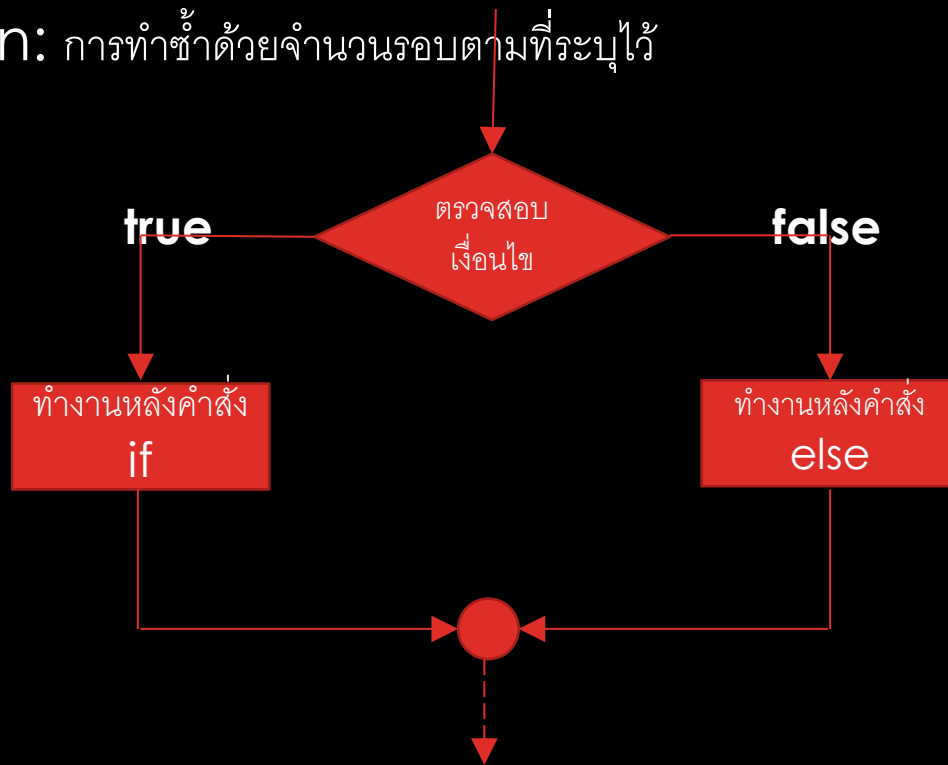 n: การทำซ้ำด้วยจำนวนรอบตามที่ระบุไว้
ตรวจสอบ
เงื่อนไข
true
false
ทำงานหลังคำสั่ง
if
ทำงานหลังคำสั่ง
else